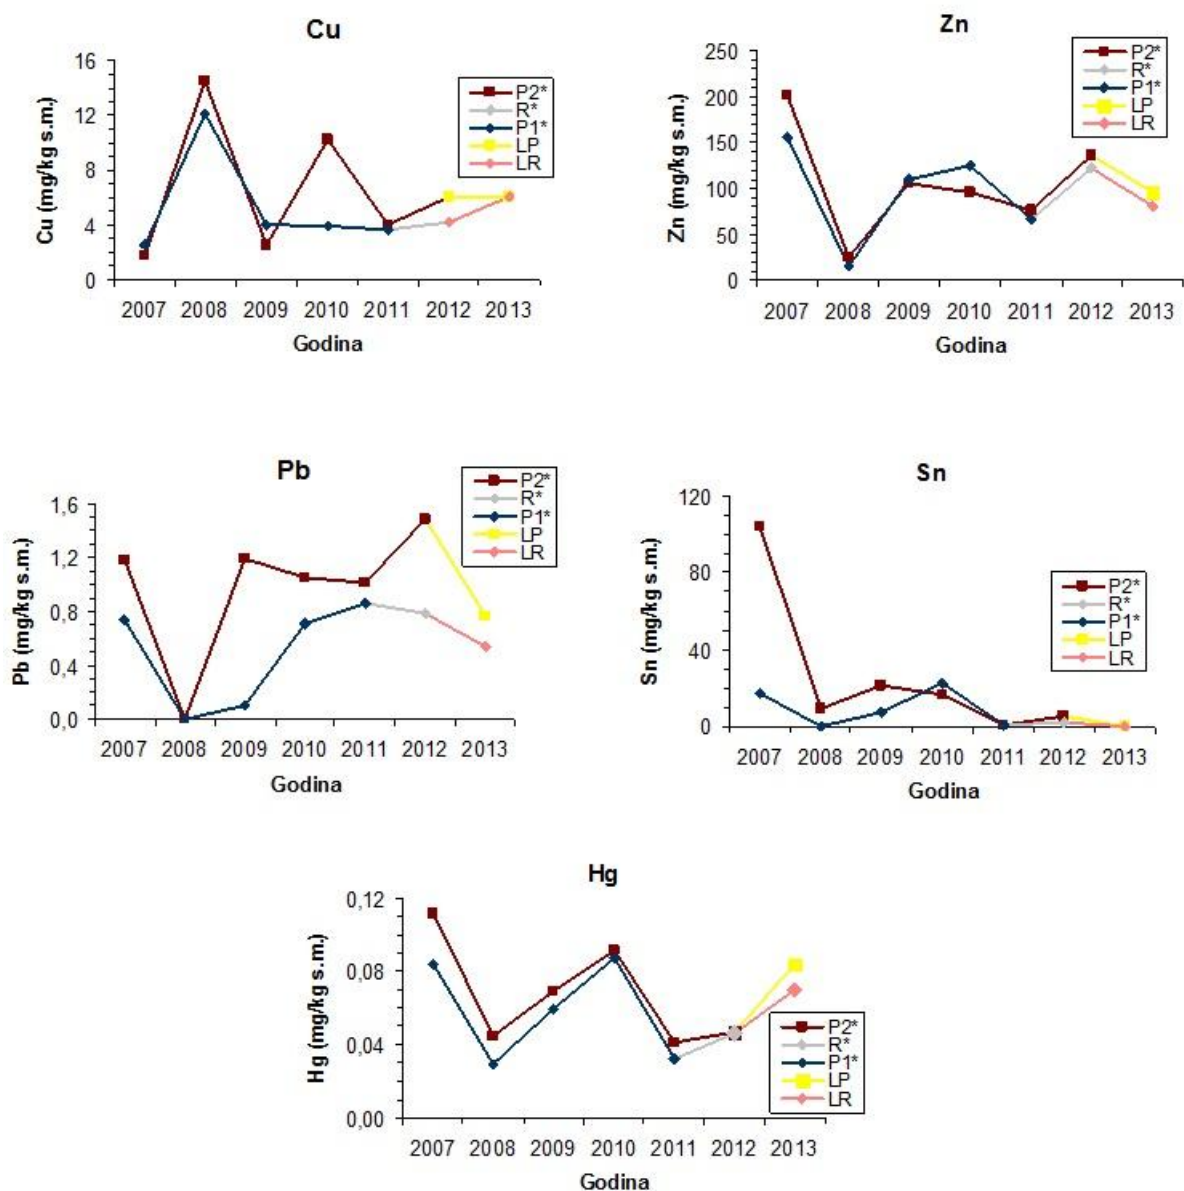 Cu
Cu (mg/kg s.m.)
16
12
8
4
0
P2*
R*
P1*
LP
LR
2007 2008 2009 2010 2011 2012 2013
Godina
Zn
Zn (mg/kg s.m.)
250
200
150
100
50
0
P2*
R*
P1*
LP
LR
2007 2008 2009 2010 2011 2012 2013
Godina
Pb
Pb (mg/kg s.m.)
1,6
1,2
0,8
0,4
0,0
P2*
R*
P1*
LP
LR
2007 2008 2009 2010 2011 2012 2013
Godina
Sn
Sn (mg/kg s.m.)
120
80
40
0
P2*
R*
P1*
LP
LR
2007 2008 2009 2010 2011 2012 2013
Godina
Hg
Hg (mg/kg s.m.)
0,12
0,08
0,04
0,00
P2*
R*
P1*
LP
LR
2007 2008 2009 2010 2011 2012 2013
Godina